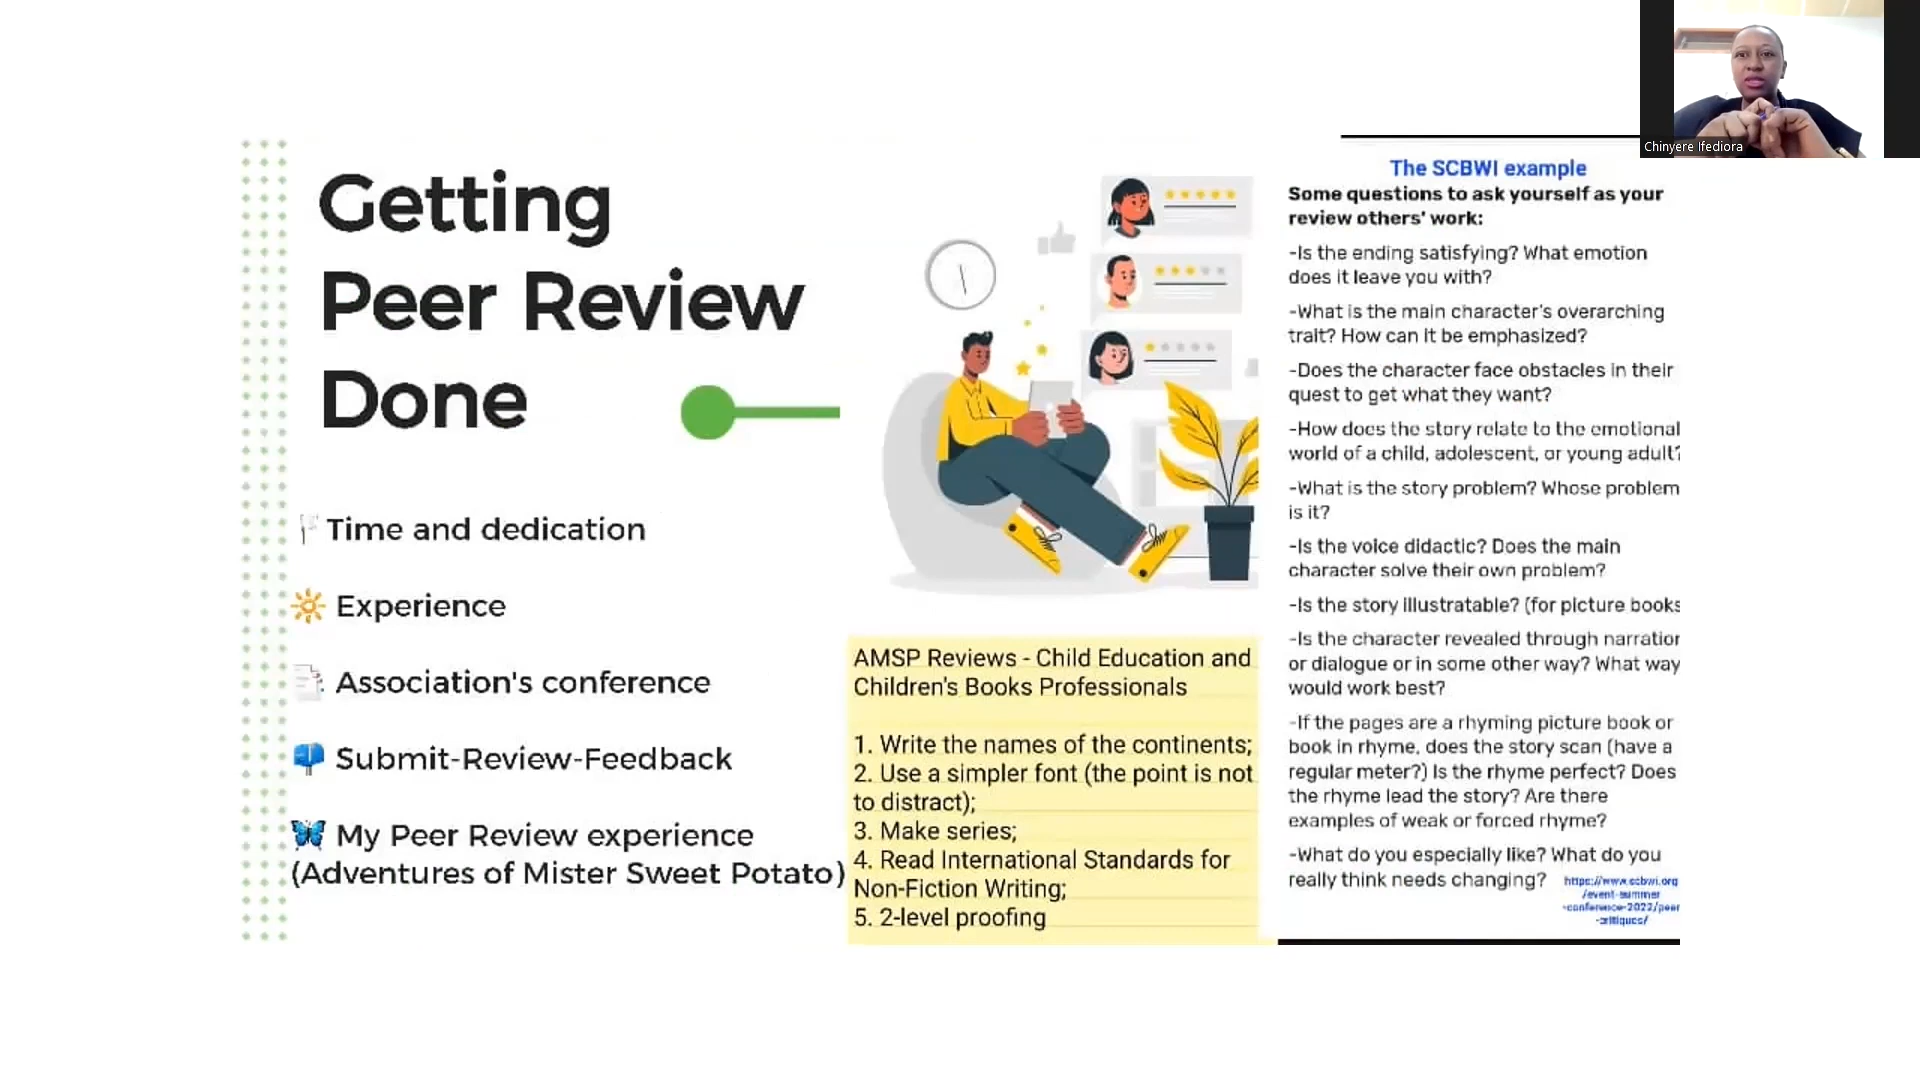 Chinyere Ifediora
Getting
Peer Review
Done
Time and dedication
Experience
Association's conference
Submit-Review-Feedback
My Peer Review experience
(Adventures of Mister Sweet Potato)
AMSP Reviews - Child Education and
Children's Books Professionals
1. Write the names of the continents;
2. Use a simpler font (the point is not
to distract);
3. Make series;
4. Read International Standards for
Non-Fiction Writing;
5. 2-level proofing
The SCBWI example
Some questions to ask yourself as your
review others' work:
-Is the ending satisfying? What emotion
does it leave you with?
-What is the main character's overarching
trait? How can it be emphasized?
-Does the character face obstacles in their
quest to get what they want?
-How does the story relate to the emotional
world of a child, adolescent, or young adult?
-What is the story problem? Whose problem
is it?
-Is the voice didactic? Does the main
character solve their own problem?
-Is the story illustratable? (for picture books
-Is the character revealed through narration
or dialogue or in some other way? What way
would work best?
-If the pages are a rhyming picture book or
book in rhyme, does the story scan (have a
regular meter?) Is the rhyme perfect? Does
the rhyme lead the story? Are there
examples of weak or forced rhyme?
-What do you especially like? What do you
really think needs changing?
https://www.scbwi.org
/event-summer
-conference-2022/peer
-critiques/